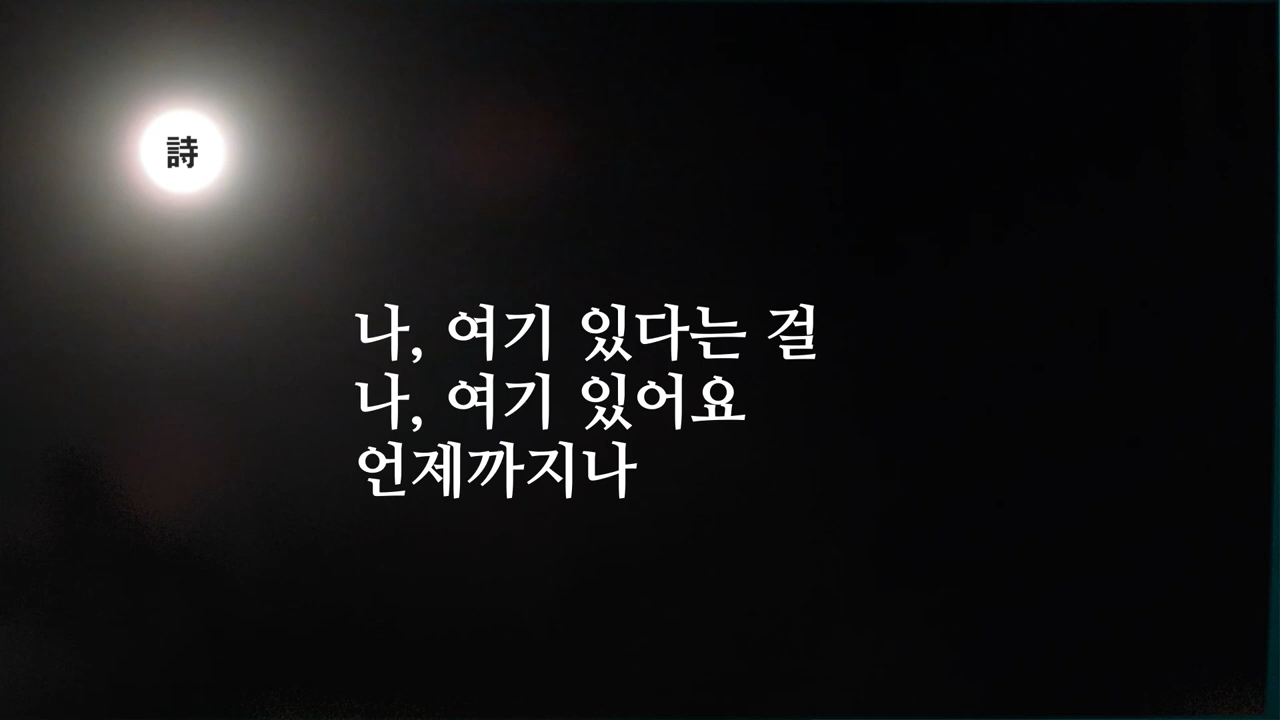 詩
나, 여기 있다는 걸
나, 여기 있어요
언제까지나